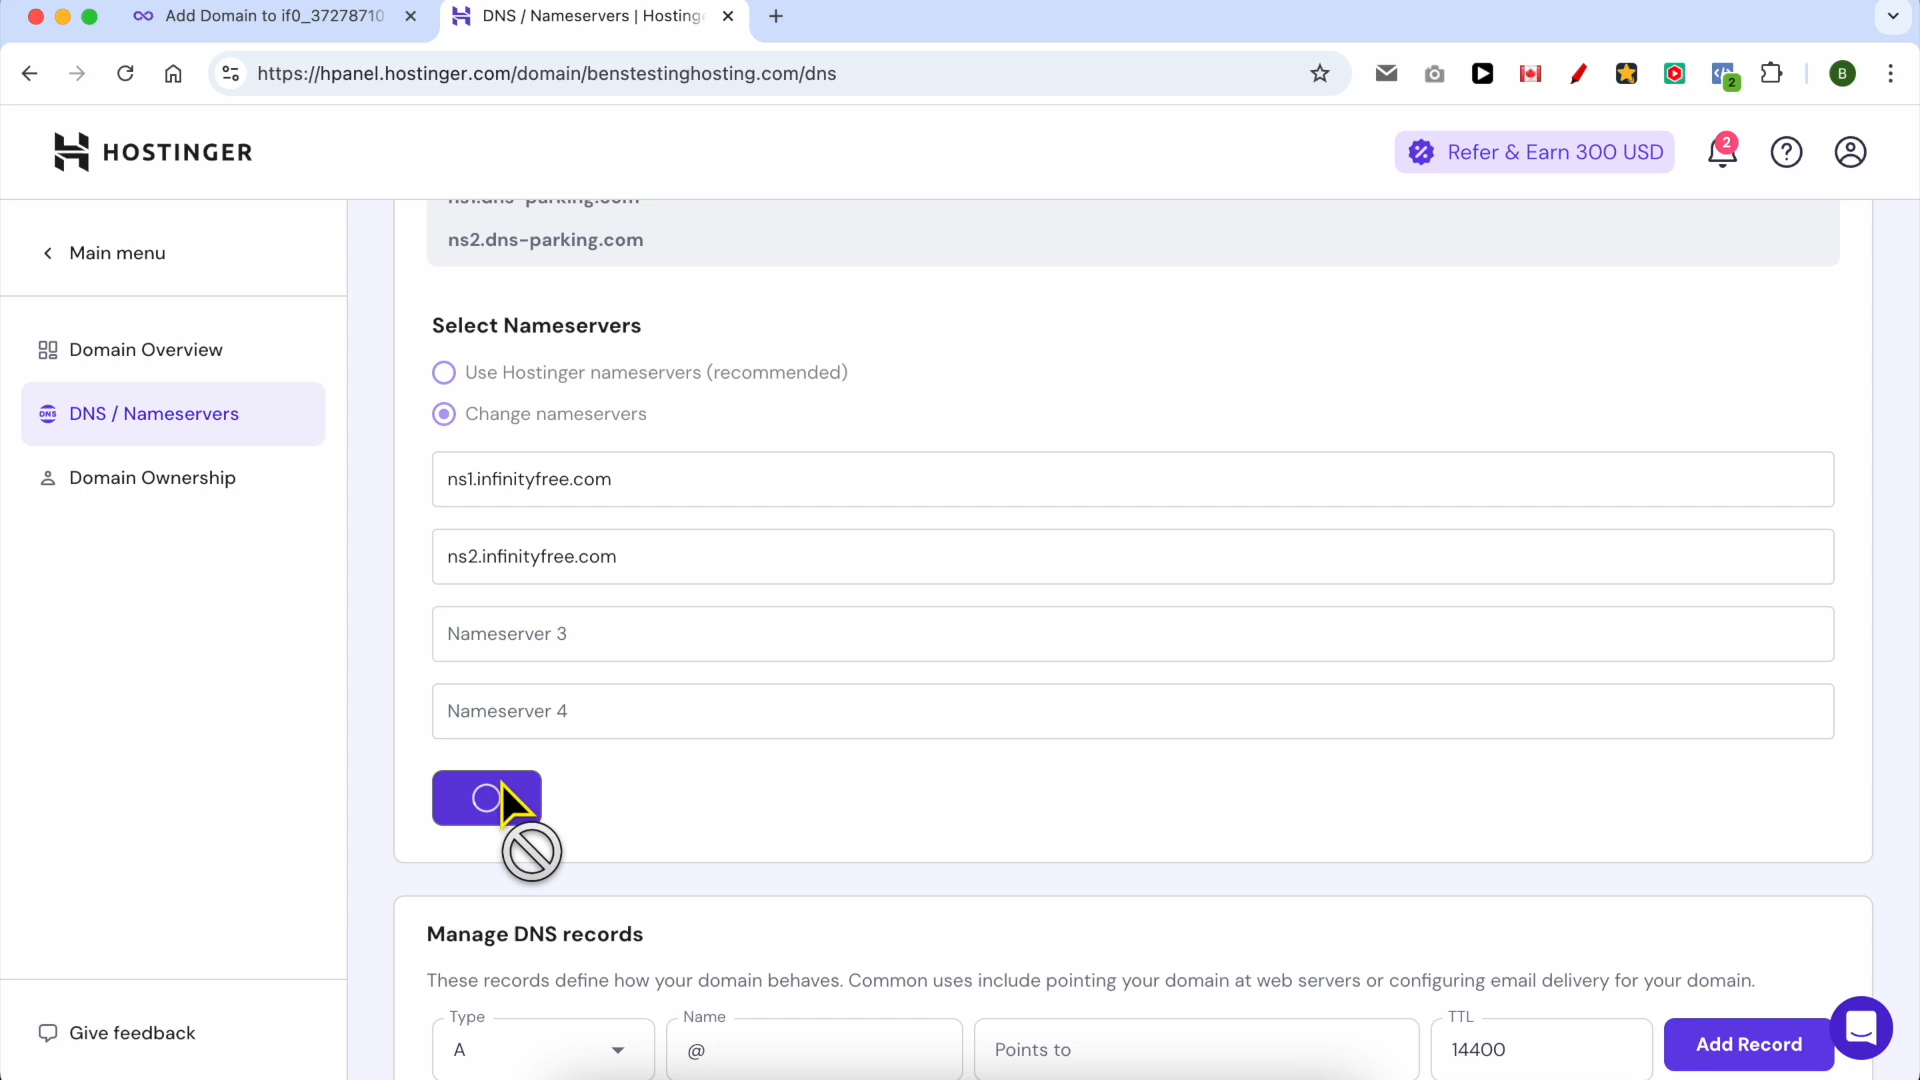 Add Domain to if0_37278710
DNS / Nameservers | Hostinge
https://hpanel.hostinger.com/domain/benstestinghosting.com/dns
2
B
HOSTINGER
Refer & Earn 300 USD
2
ns1.dns-parking.com
ns2.dns-parking.com
Main menu
Select Nameservers
Use Hostinger nameservers (recommended)
Change nameservers
Domain Overview
DNS
DNS / Nameservers
Domain Ownership
ns1.infinityfree.com
ns2.infinityfree.com
Nameserver 3
Nameserver 4
Manage DNS records
These records define how your domain behaves. Common uses include pointing your domain at web servers or configuring email delivery for your domain.
Type
A
Name
@
Points to
TTL
14400
Add Record
Give feedback